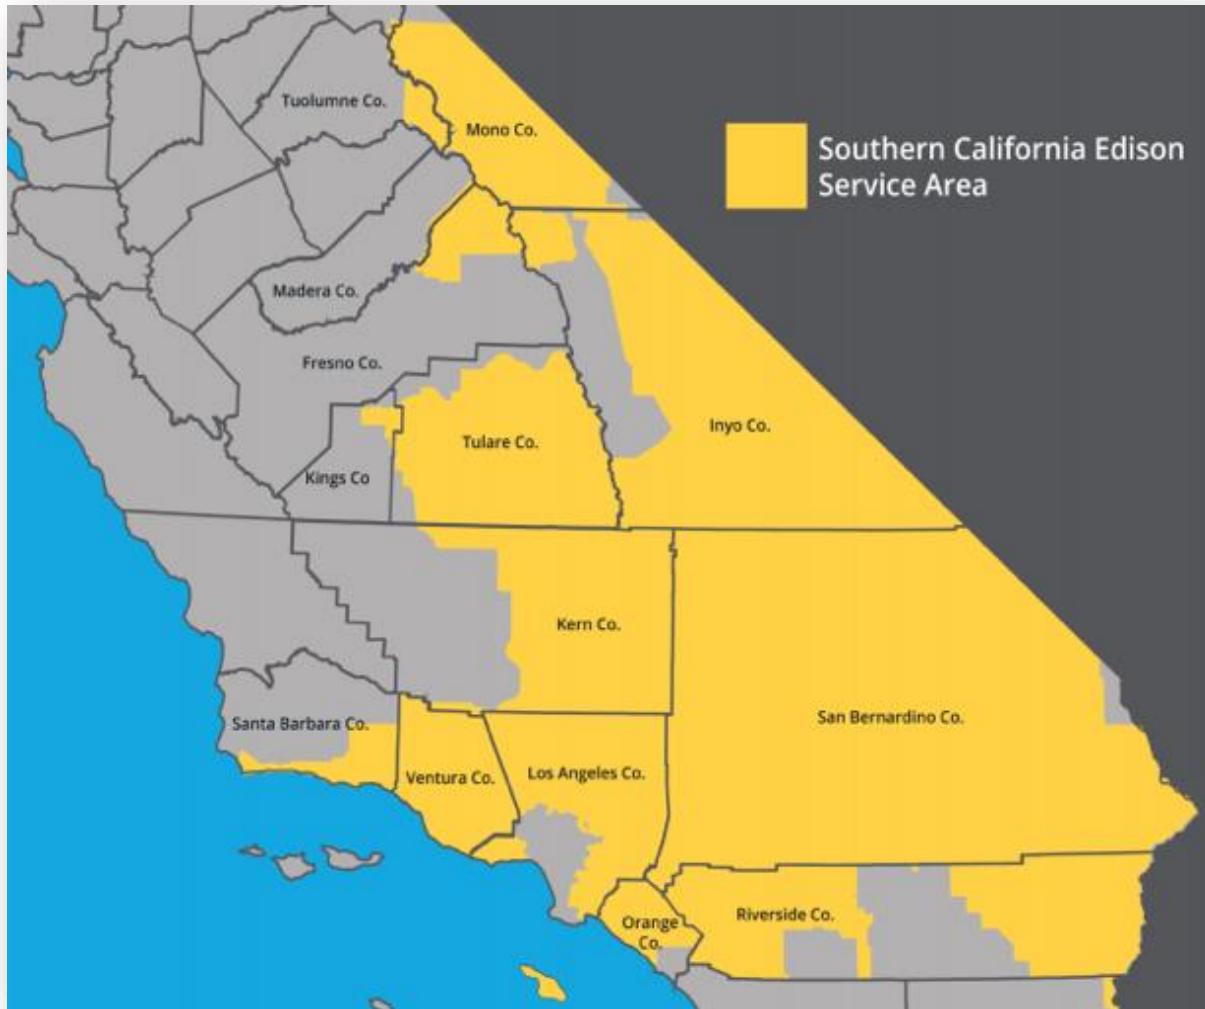 Tuolumne Co.
Mono Co.
Southern California Edison
Service Area
Madera Co.
Fresno Co.
Inyo Co.
Tulare Co.
Kings Co
Kern Co.
San Bernardino Co.
Santa Barbara Co.
Ventura Co.
Los Angeles Co.
Riverside Co.
Orange
Co.